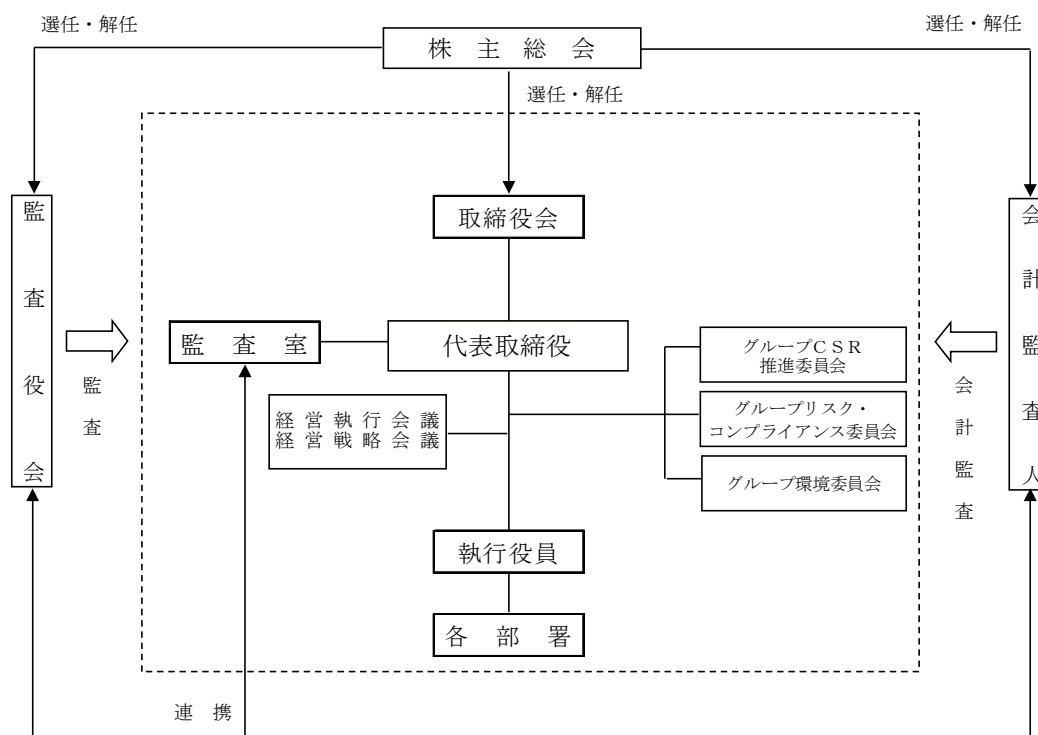 選任・解任
選任・解任
株主総会
選任・解任
取締役会
監査役会
会計監査人
監査
会計監査
監査室
代表取締役
グループCSR
推進委員会
経営執行会議
経営戦略会議
グループリスク・
コンプライアンス委員会
グループ環境委員会
執行役員
各部署
連携